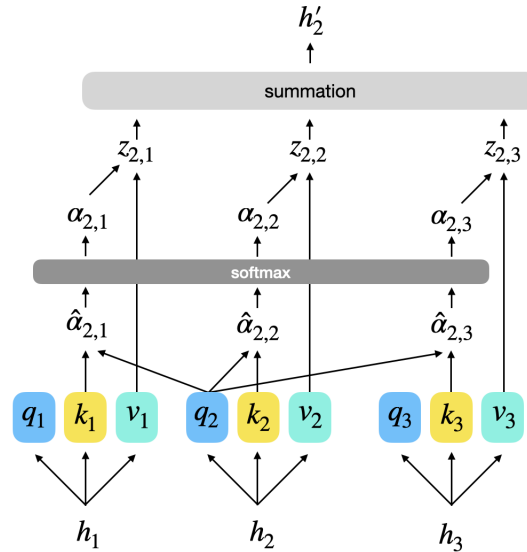 h′₂
summation
z₂,₁ z₂,₂ z₂,₃
α₂,₁ α₂,₂ α₂,₃
softmax
α̂₂,₁ α̂₂,₂ α̂₂,₃
q₁ k₁ v₁ q₂ k₂ v₂ q₃ k₃ v₃
h₁ h₂ h₃